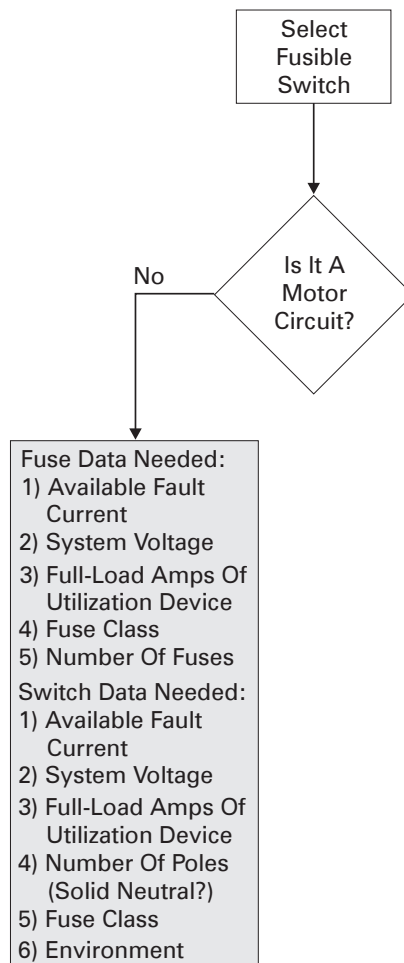 Select
Fusible
Switch
Is It A
Motor
Circuit?
No
Fuse Data Needed:
1) Available Fault
Current
2) System Voltage
3) Full-Load Amps Of
Utilization Device
4) Fuse Class
5) Number Of Fuses
Switch Data Needed:
1) Available Fault
Current
2) System Voltage
3) Full-Load Amps Of
Utilization Device
4) Number Of Poles
(Solid Neutral?)
5) Fuse Class
6) Environment